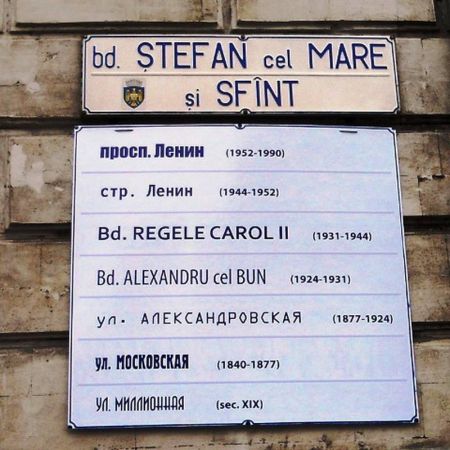 bd. ȘTEFAN cel MARE
și SFÎNT
просп. Ленин (1952-1990)
стр. Ленин (1944-1952)
Bd. REGELE CAROL II (1931-1944)
Bd. ALEXANDRU cel BUN (1924-1931)
ул. АЛЕКСАНДРОВСКАЯ (1877-1924)
ул. МОСКОВСКАЯ (1840-1877)
ул. МИЛЛИОННАЯ (sec. XIX)